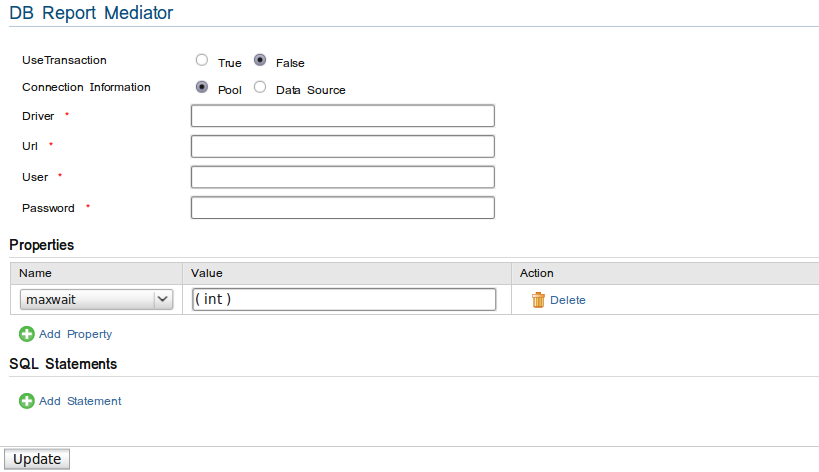 DB Report Mediator
UseTransaction True False
Connection Information Pool Data Source
Driver *
Url *
User *
Password *
Properties
Name Value Action
maxwait ( int ) Delete
Add Property
SQL Statements
Add Statement
Update